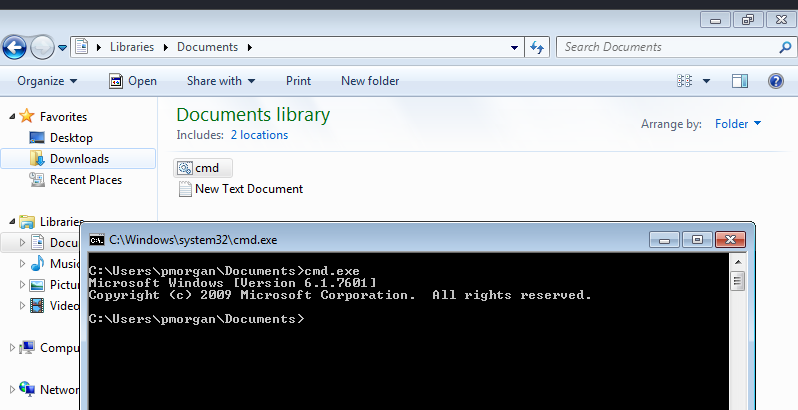 Libraries ▸ Documents ▸
Search Documents
Organize Open Share with Print New folder
Favorites
Desktop
Downloads
Recent Places
Libraries
Docu
Music
Pictur
Video
Compu
Networ
Documents library
Includes: 2 locations
Arrange by: Folder
cmd
New Text Document
C:\Windows\system32\cmd.exe
C:\Users\pmorgan\Documents>cmd.exe
Microsoft Windows [Version 6.1.7601]
Copyright (c) 2009 Microsoft Corporation.  All rights reserved.
C:\Users\pmorgan\Documents>